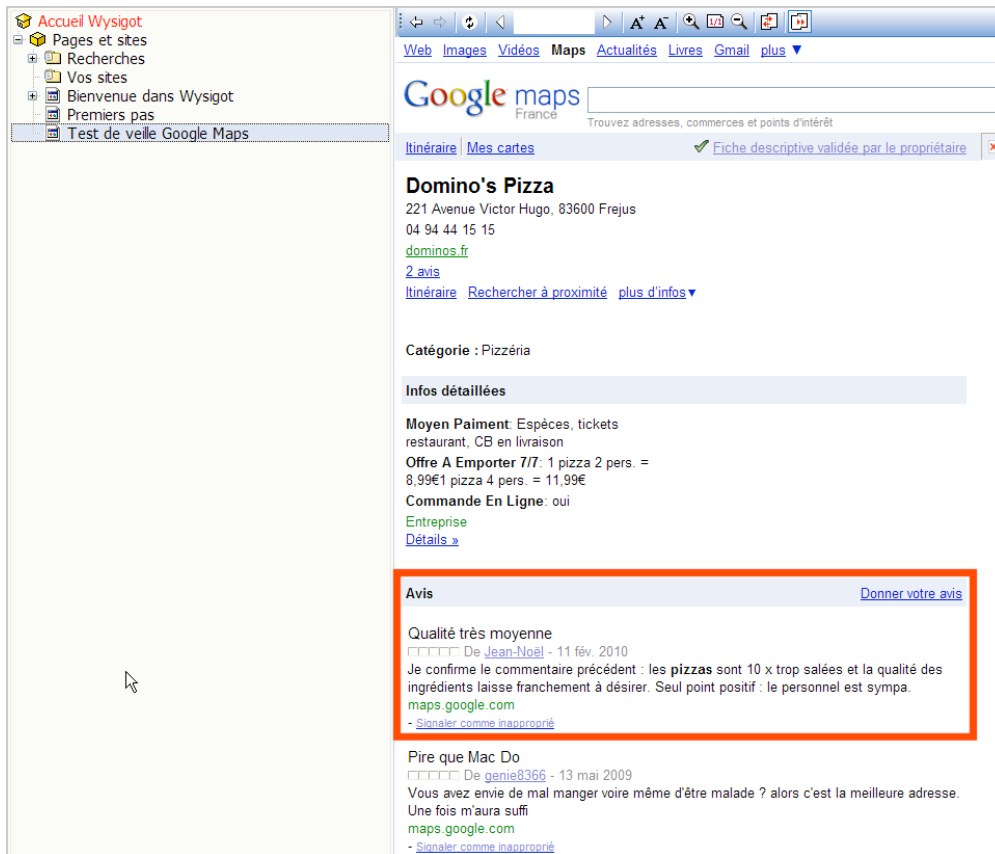 Accueil Wysigot
Pages et sites
Recherches
Vos sites
Bienvenue dans Wysigot
Premiers pas
Test de veille Google Maps
A+ A- 1/1
Web Images Vidéos Maps Actualités Livres Gmail plus ▼
Google maps
France
Trouvez adresses, commerces et points d'intérêt
Itinéraire Mes cartes
Fiche descriptive validée par le propriétaire
Domino's Pizza
221 Avenue Victor Hugo, 83600 Frejus
04 94 44 15 15
dominos.fr
2 avis
Itinéraire Rechercher à proximité plus d'infos▼
Catégorie : Pizzéria
Infos détaillées
Moyen Paiment: Espèces, tickets
restaurant, CB en livraison
Offre A Emporter 7/7: 1 pizza 2 pers. =
8,99€1 pizza 4 pers. = 11,99€
Commande En Ligne: oui
Entreprise
Détails »
Avis
Donner votre avis
Qualité très moyenne
De Jean-Noël - 11 fév. 2010
Je confirme le commentaire précédent : les pizzas sont 10 x trop salées et la qualité des
ingrédients laisse franchement à désirer. Seul point positif : le personnel est sympa.
maps.google.com
- Signaler comme inapproprié
Pire que Mac Do
De genie8366 - 13 mai 2009
Vous avez envie de mal manger voire même d'être malade ? alors c'est la meilleure adresse.
Une fois m'aura suffi
maps.google.com
- Signaler comme inapproprié